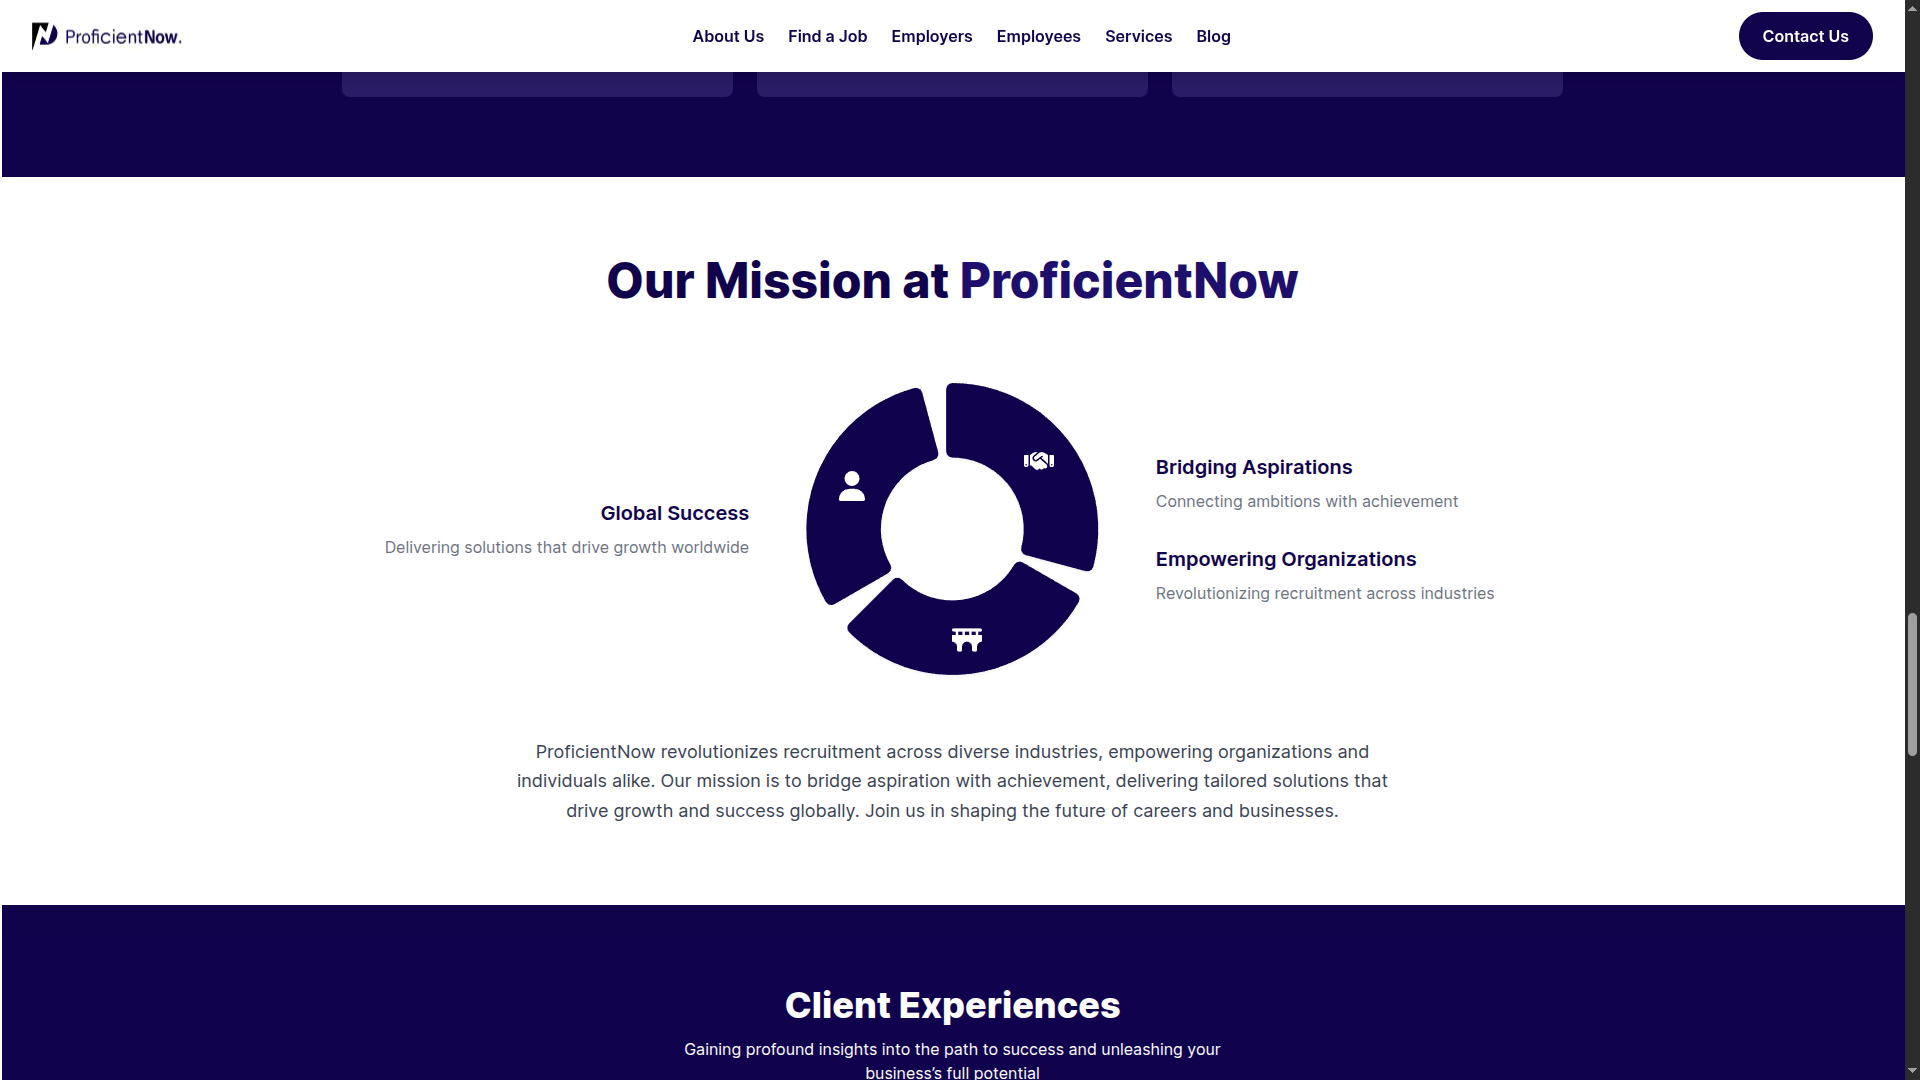 ProficientNow.
About Us
Find a Job
Employers
Employees
Services
Blog
Contact Us
Our Mission at ProficientNow
Global Success
Delivering solutions that drive growth worldwide
Bridging Aspirations
Connecting ambitions with achievement
Empowering Organizations
Revolutionizing recruitment across industries
ProficientNow revolutionizes recruitment across diverse industries, empowering organizations and
individuals alike. Our mission is to bridge aspiration with achievement, delivering tailored solutions that
drive growth and success globally. Join us in shaping the future of careers and businesses.
Client Experiences
Gaining profound insights into the path to success and unleashing your
business’s full potential